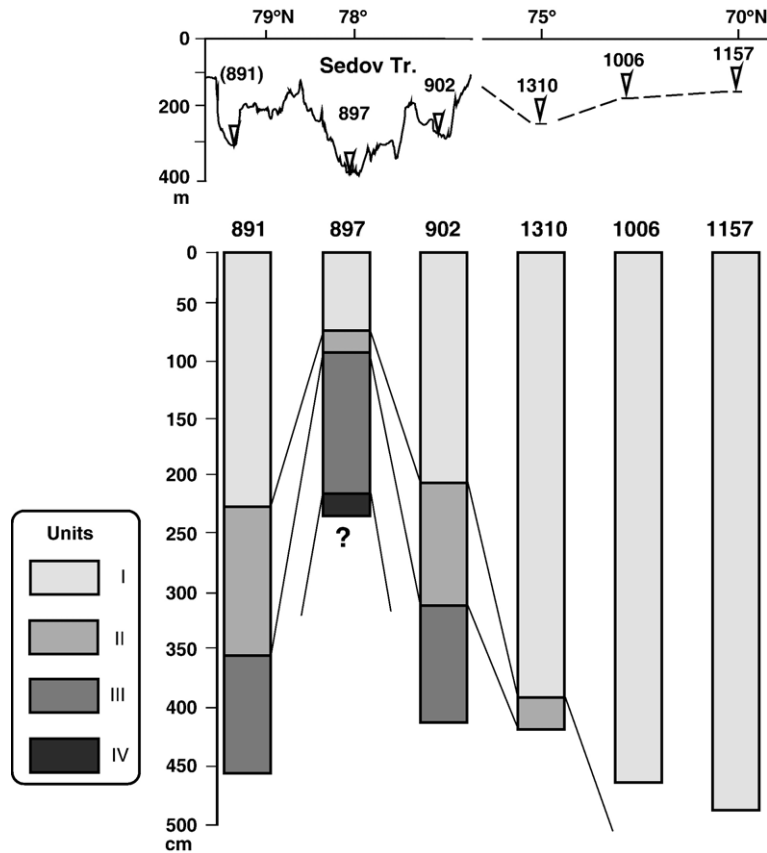 79°N 78° 75° 70°N
0
(891) Sedov Tr. 1310 1006 1157
902
200 897
400
m
891 897 902 1310 1006 1157
0
50
100
150
200
250 ?
300
350
400
450
500
cm
Units
I
II
III
IV